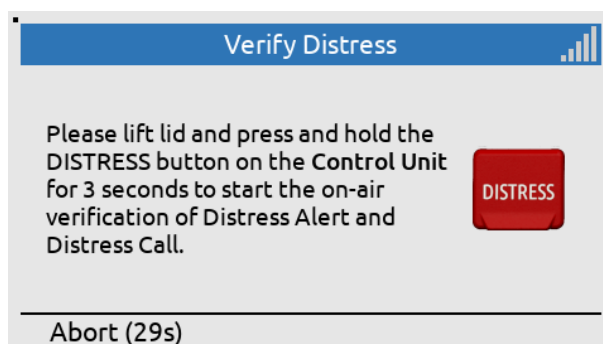 Verify Distress
Please lift lid and press and hold the
DISTRESS button on the Control Unit
for 3 seconds to start the on-air
verification of Distress Alert and
Distress Call.
DISTRESS
Abort (29s)